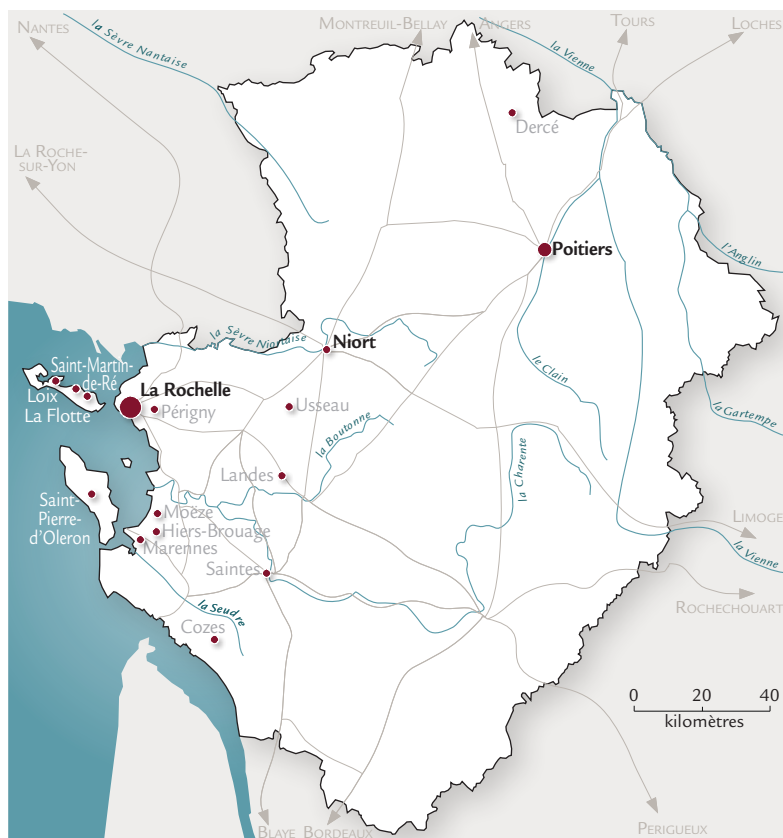 Nantes
la Sèvre Nantaise
Montreuil-Bellay
Angers
la Vienne
Tours
Loches
Dercé
La Roche-
sur-Yon
Poitiers
l'Anglin
la Sèvre Niortaise
Niort
Saint-Martin-
de-Ré
Loix
La Flotte
La Rochelle
Périgny
Usseau
le Clain
la Gartempe
la Boutonne
la Charente
Landes
Saint-
Pierre-
d'Oleron
Moëze
Hiers-Brouage
Marennes
Limoge
la Vienne
Saintes
Rochechouart
la Seudre
Cozes
0 20 40
kilomètres
Blaye
Bordeaux
Perigueux